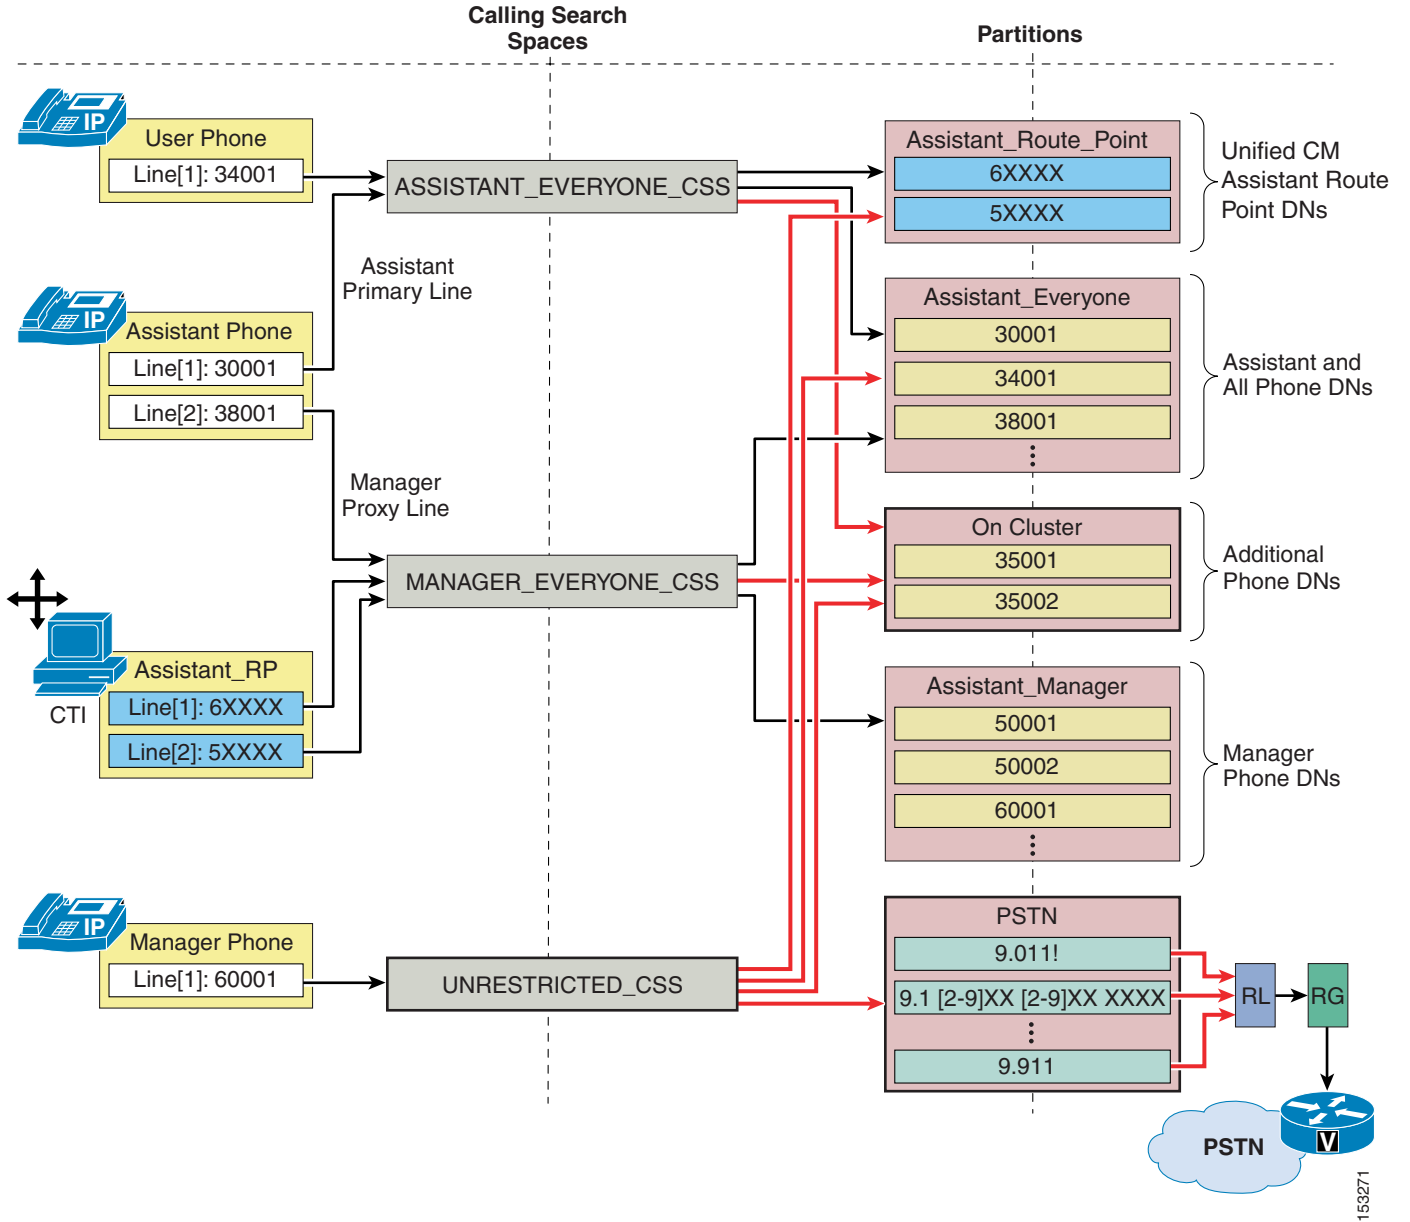 Calling Search
Spaces
Partitions
IP
User Phone
Line[1]: 34001
ASSISTANT_EVERYONE_CSS
Assistant_Route_Point
6XXXX
5XXXX
Unified CM
Assistant Route
Point DNs
Assistant
Primary Line
IP
Assistant Phone
Line[1]: 30001
Line[2]: 38001
Assistant_Everyone
30001
34001
38001
Assistant and
All Phone DNs
Manager
Proxy Line
On Cluster
35001
35002
Additional
Phone DNs
MANAGER_EVERYONE_CSS
CTI
Assistant_RP
Line[1]: 6XXXX
Line[2]: 5XXXX
Assistant_Manager
50001
50002
60001
Manager
Phone DNs
IP
Manager Phone
Line[1]: 60001
UNRESTRICTED_CSS
PSTN
9.011!
9.1 [2-9]XX [2-9]XX XXXX
9.911
RL
RG
PSTN
V
153271